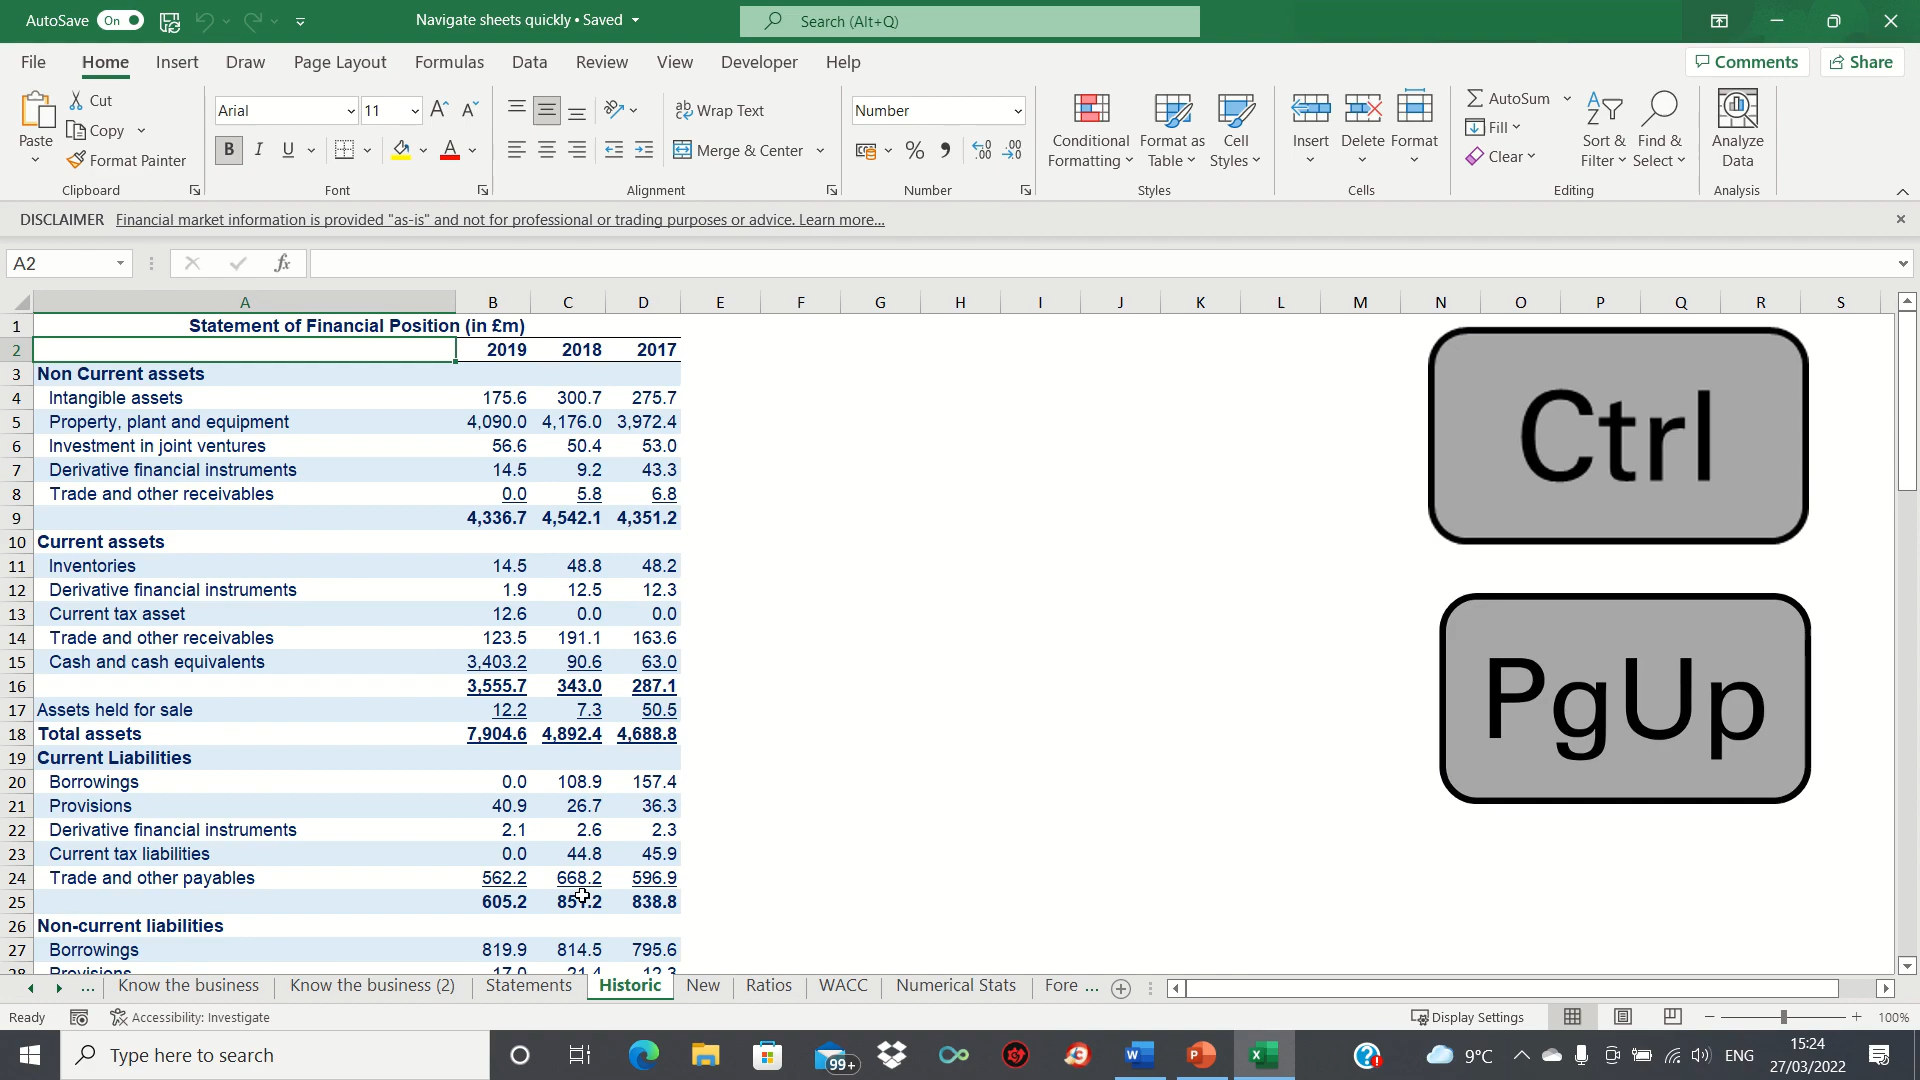 AutoSave On Navigate sheets quickly • Saved Search (Alt+Q)
File Home Insert Draw Page Layout Formulas Data Review View Developer Help Comments Share
Paste Cut Copy Format Painter Clipboard
Arial 11 B I U A Font
Wrap Text Merge & Center Alignment
Number % Number
Conditional Formatting Format as Table Cell Styles Styles
Insert Delete Format Cells
AutoSum Fill Clear Sort & Filter Find & Select Editing
Analyze Data Analysis
DISCLAIMER Financial market information is provided "as-is" and not for professional or trading purposes or advice. Learn more...
A2 fx
A B C D E F G H I J K L M N O P Q R S
1 Statement of Financial Position (in £m)
2 2019 2018 2017
3 Non Current assets
4 Intangible assets 175.6 300.7 275.7
5 Property, plant and equipment 4,090.0 4,176.0 3,972.4
6 Investment in joint ventures 56.6 50.4 53.0
7 Derivative financial instruments 14.5 9.2 43.3
8 Trade and other receivables 0.0 5.8 6.8
9 4,336.7 4,542.1 4,351.2
10 Current assets
11 Inventories 14.5 48.8 48.2
12 Derivative financial instruments 1.9 12.5 12.3
13 Current tax asset 12.6 0.0 0.0
14 Trade and other receivables 123.5 191.1 163.6
15 Cash and cash equivalents 3,403.2 90.6 63.0
16 3,555.7 343.0 287.1
17 Assets held for sale 12.2 7.3 50.5
18 Total assets 7,904.6 4,892.4 4,688.8
19 Current Liabilities
20 Borrowings 0.0 108.9 157.4
21 Provisions 40.9 26.7 36.3
22 Derivative financial instruments 2.1 2.6 2.3
23 Current tax liabilities 0.0 44.8 45.9
24 Trade and other payables 562.2 668.2 596.9
25 605.2 851.2 838.8
26 Non-current liabilities
27 Borrowings 819.9 814.5 795.6
28 Provisions 17.0 21.4 12.3
Ctrl
PgUp
... Know the business Know the business (2) Statements Historic New Ratios WACC Numerical Stats Fore ...
Ready Accessibility: Investigate Display Settings 100%
Type here to search 99+ 9°C ENG 15:24
27/03/2022